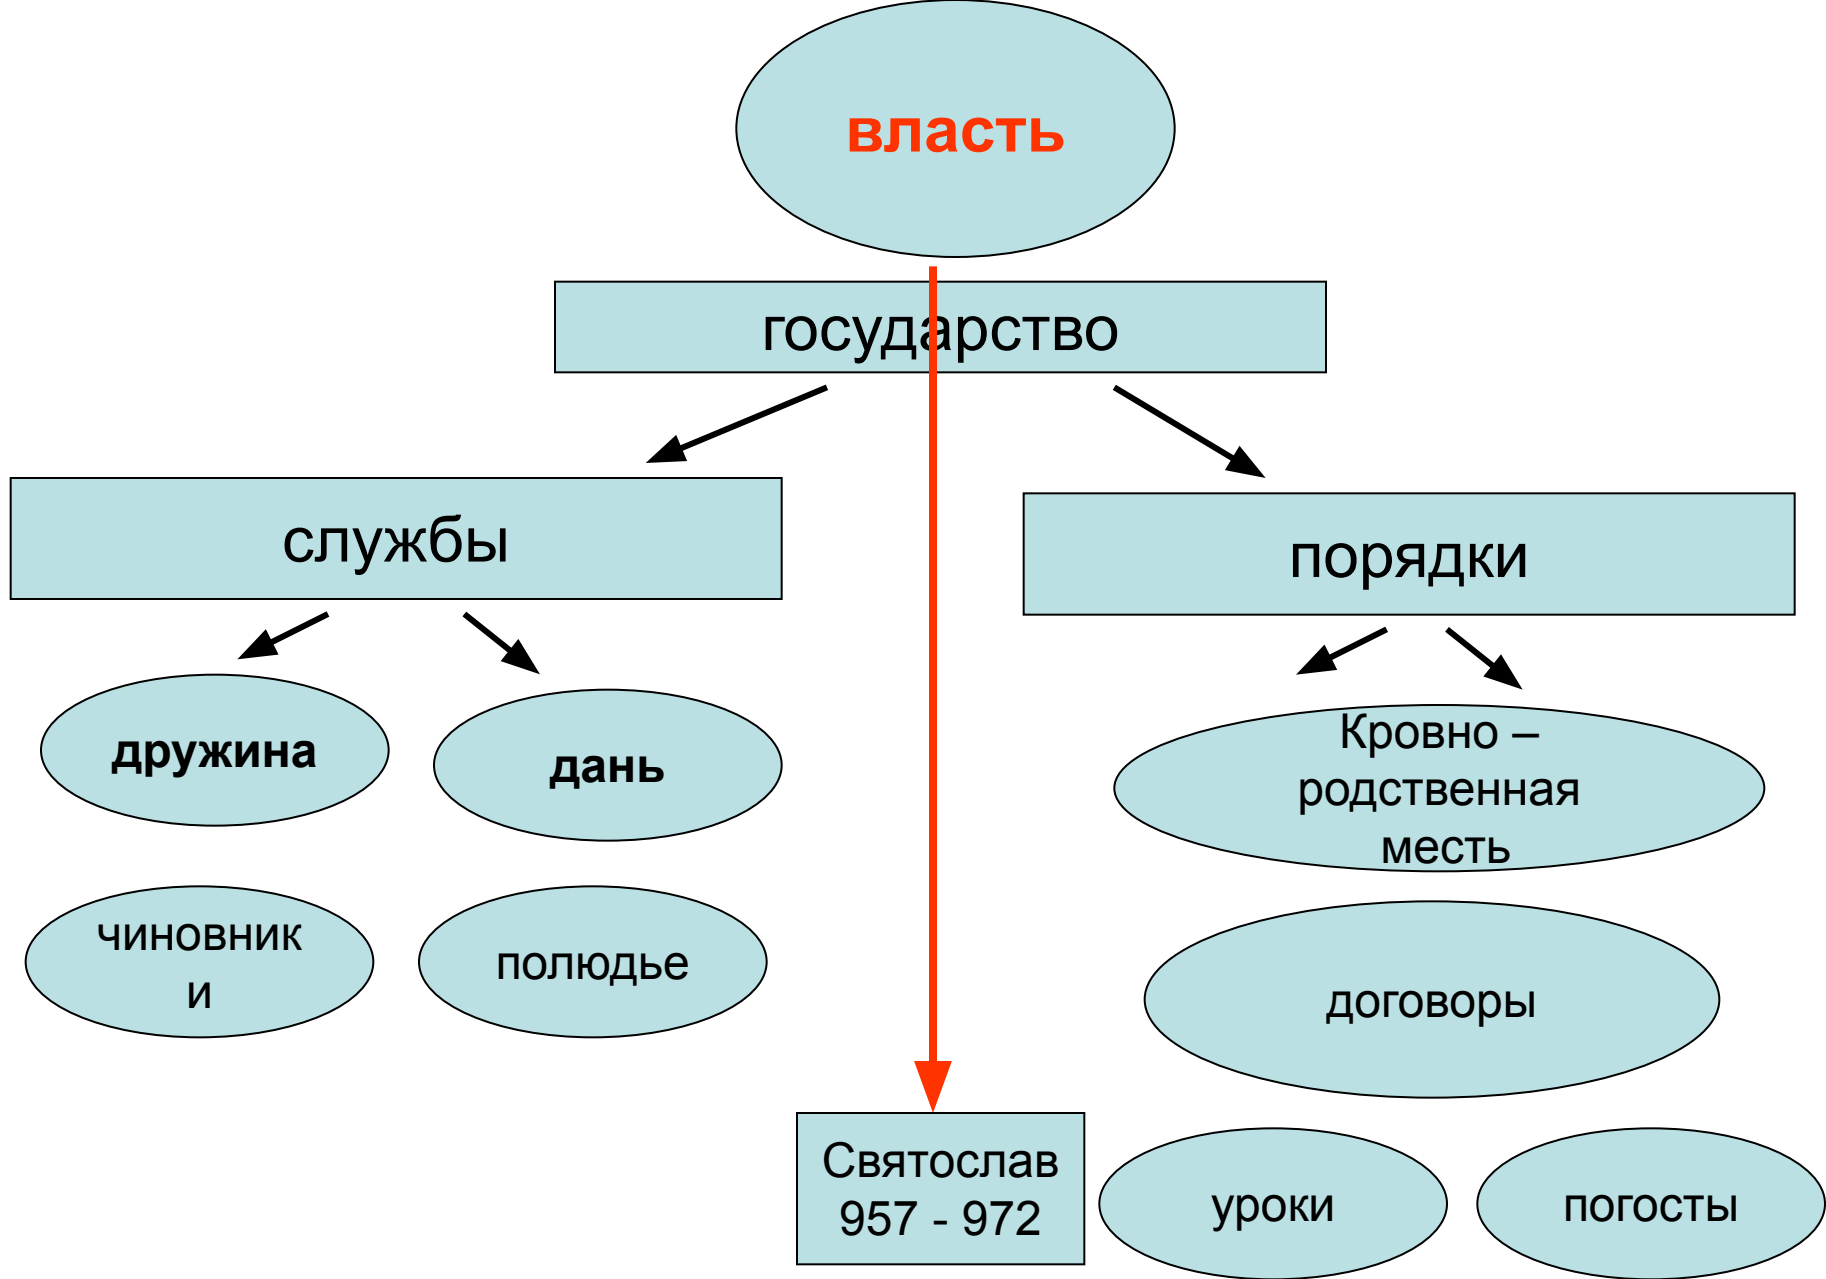 власть
государство
службы
порядки
дружина
дань
Кровно –
родственная
месть
чиновник
и
полюдье
договоры
Святослав
957 - 972
уроки
погосты